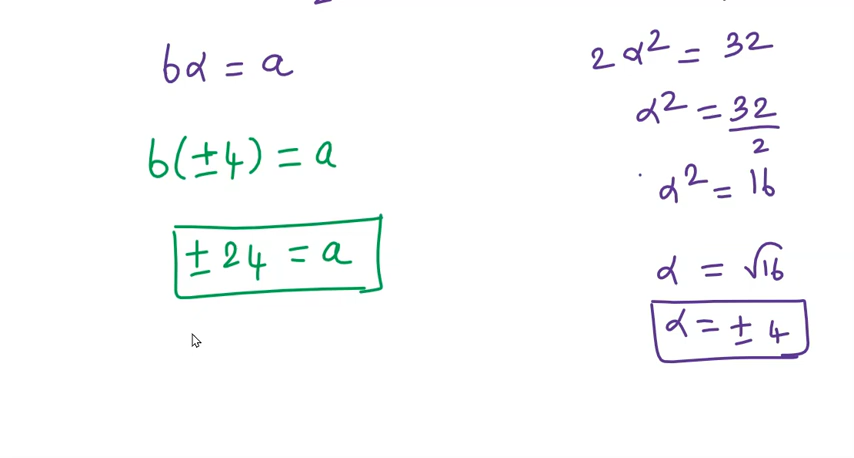 6α = a
6(±4) = a
±24 = a
2α² = 32
α² = 32/2
α² = 16
α = √16
α = ±4